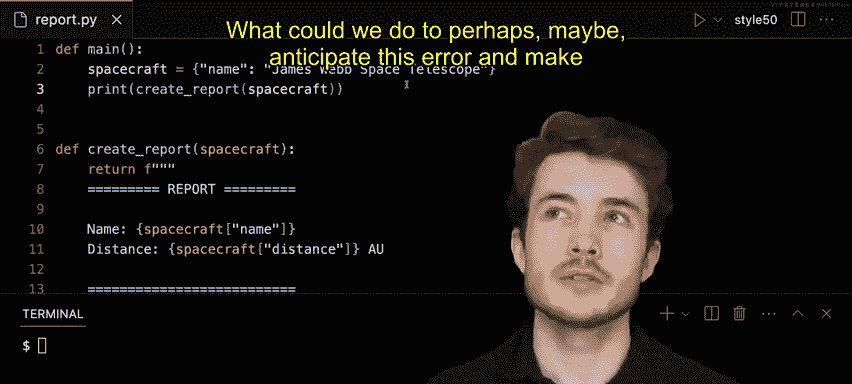 report.py
style50
What could we do to perhaps, maybe,
anticipate this error and make
1 def main():
2 spacecraft = {"name": "James Webb Space Telescope"}
3 print(create_report(spacecraft))
4
5
6 def create_report(spacecraft):
7 return f"""
8 ========= REPORT =========
9
10 Name: {spacecraft["name"]}
11 Distance: {spacecraft["distance"]} AU
12
13 ==========================
TERMINAL
$